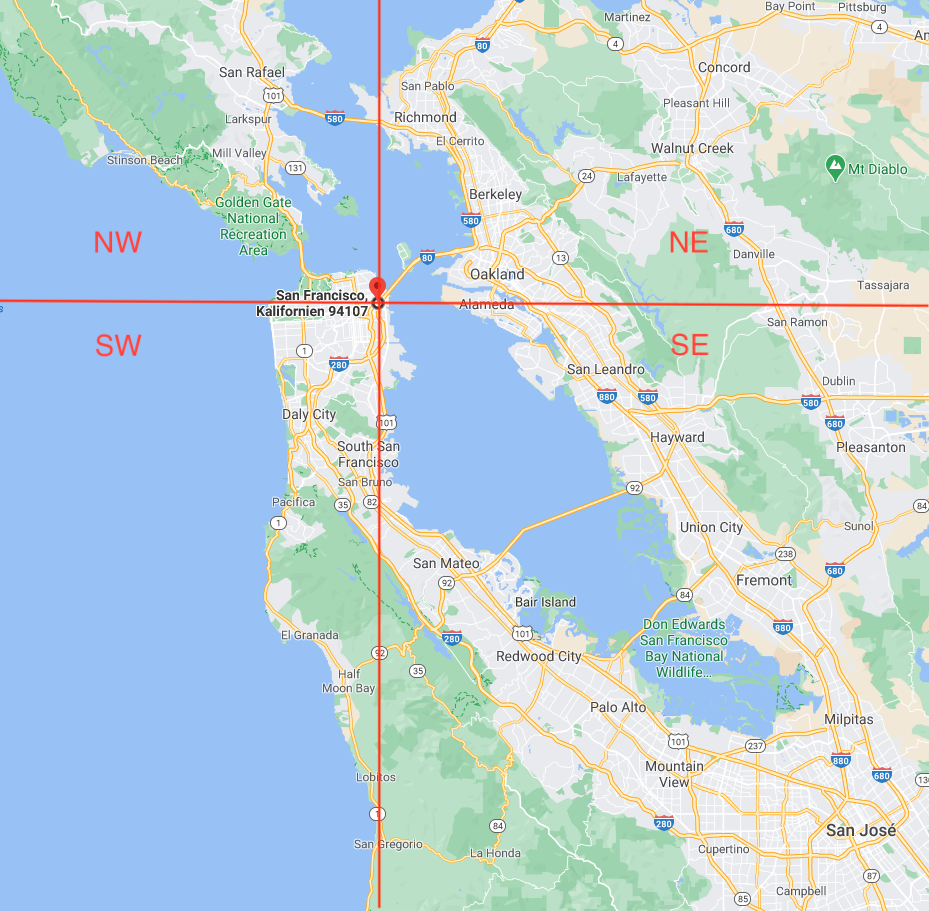 Martinez
Bay Point
Pittsburg
4
80
4
An
San Rafael
Concord
San Pablo
101
Pleasant Hill
Larkspur
580
Richmond
El Cerrito
Walnut Creek
Stinson Beach
Mill Valley
131
24
Lafayette
Mt Diablo
Berkeley
Golden Gate
National
Recreation
Area
580
680
NW
NE
80
13
Danville
Oakland
Tassajara
San Francisco,
Kalifornien 94107
Alameda
San Ramon
SW
SE
1
280
San Leandro
Dublin
880
580
580
680
Daly City
101
Hayward
Pleasanton
South San
Francisco
San Bruno
92
Pacifica
35
82
84
1
Union City
Sunol
238
San Mateo
680
92
Fremont
Bair Island
84
Don Edwards
San Francisco
Bay National
Wildlife...
880
El Granada
280
101
92
Redwood City
35
Half
Moon Bay
Palo Alto
Milpitas
101
237
880
Mountain
View
680
130
Lobitos
1
84
280
San José
San Gregorio
La Honda
Cupertino
87
Campbell
85